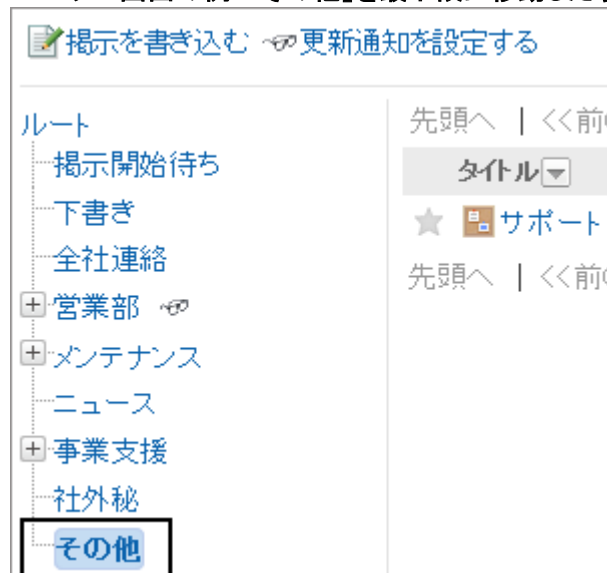 掲示を書き込む 更新通知を設定する
ルート
掲示開始待ち
下書き
全社連絡
営業部
メンテナンス
ニュース
事業支援
社外秘
その他
先頭へ | <<前
タイトル
サポート
先頭へ | <<前